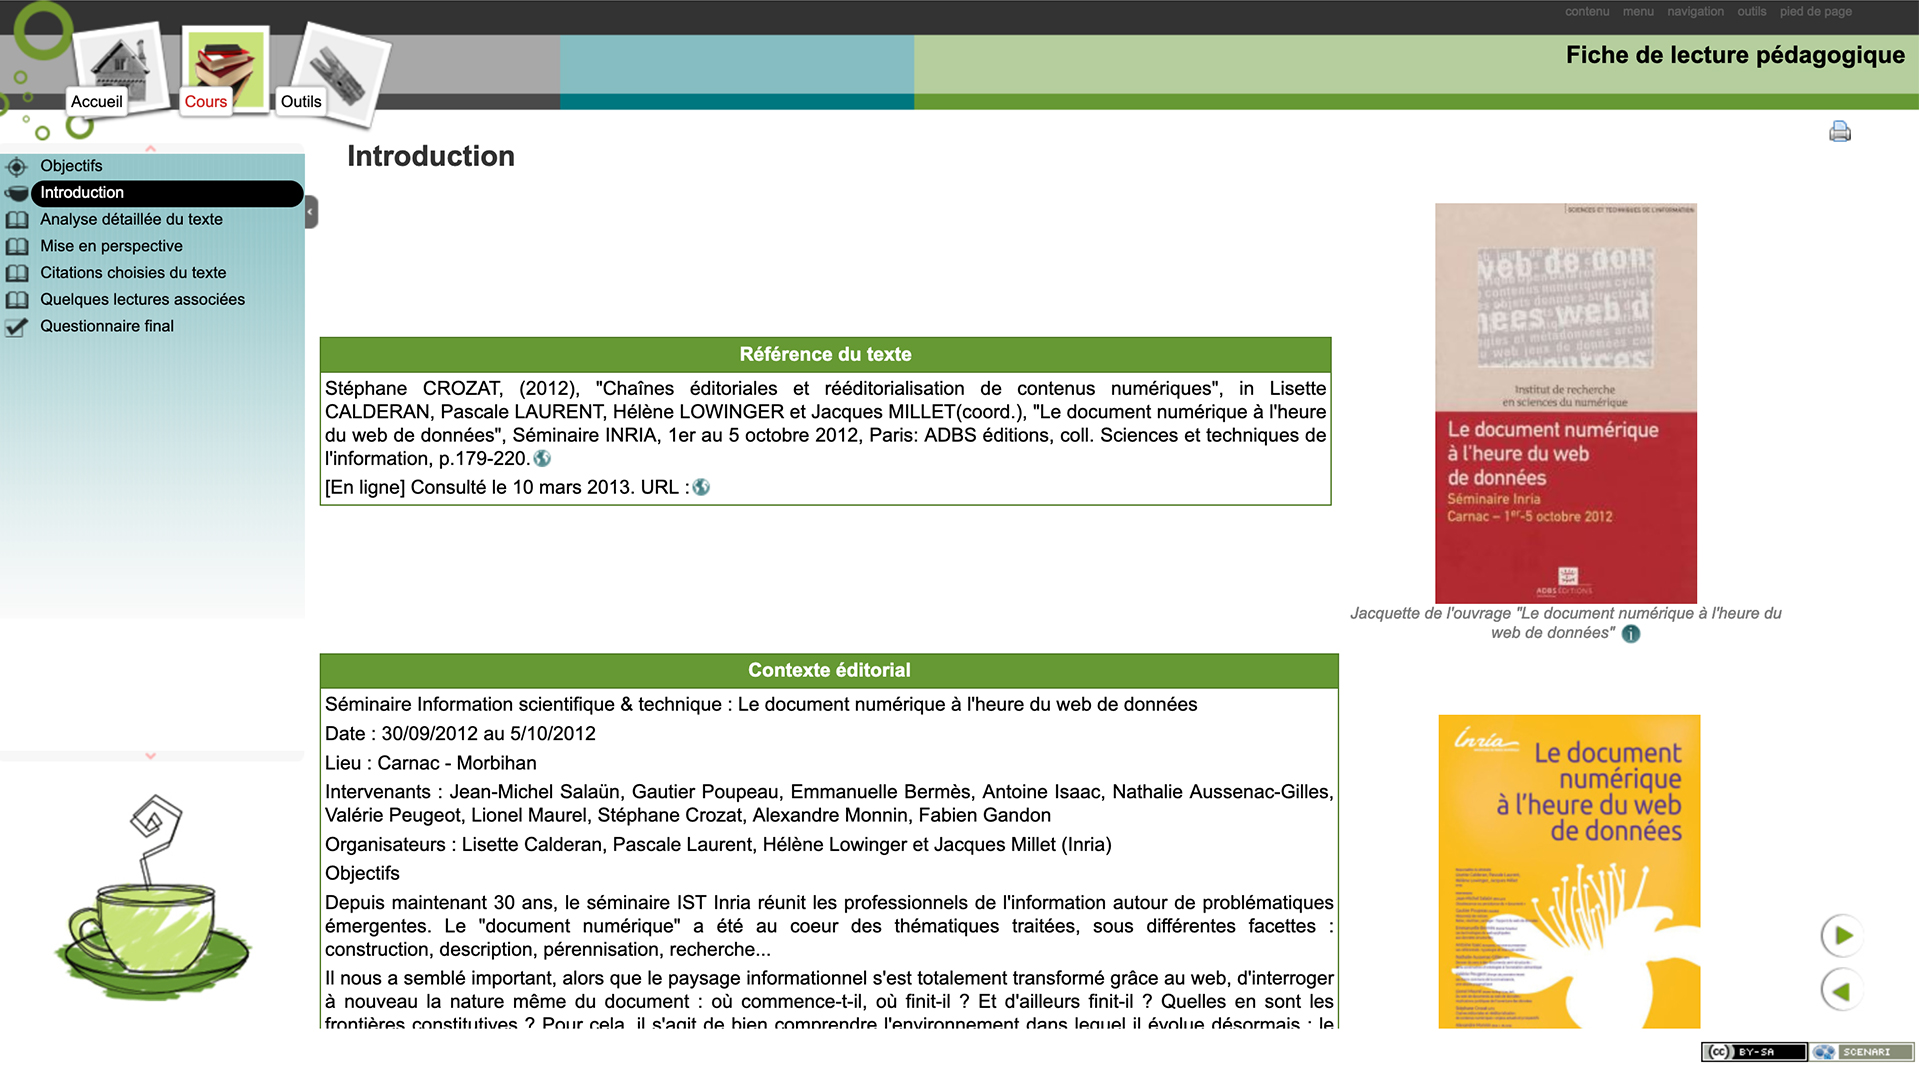 contenu menu navigation outils pied de page
Fiche de lecture pédagogique
Accueil
Cours
Outils
Objectifs
Introduction
Analyse détaillée du texte
Mise en perspective
Citations choisies du texte
Quelques lectures associées
Questionnaire final
Introduction
Référence du texte
Stéphane CROZAT, (2012), "Chaînes éditoriales et rééditorialisation de contenus numériques", in Lisette
CALDERAN, Pascale LAURENT, Hélène LOWINGER et Jacques MILLET(coord.), "Le document numérique à l'heure
du web de données", Séminaire INRIA, 1er au 5 octobre 2012, Paris: ADBS éditions, coll. Sciences et techniques de
l'information, p.179-220.
[En ligne] Consulté le 10 mars 2013. URL :
SCIENCES ET TECHNIQUES DE L'INFORMATION
web de don
nées web d
Institut de recherche
en sciences du numérique
Le document numérique
à l'heure du web
de données
Séminaire Inria
Carnac – 1er-5 octobre 2012
ADBS ÉDITIONS
Jacquette de l'ouvrage "Le document numérique à l'heure du
web de données"
Contexte éditorial
Séminaire Information scientifique & technique : Le document numérique à l'heure du web de données
Date : 30/09/2012 au 5/10/2012
Lieu : Carnac - Morbihan
Intervenants : Jean-Michel Salaün, Gautier Poupeau, Emmanuelle Bermès, Antoine Isaac, Nathalie Aussenac-Gilles,
Valérie Peugeot, Lionel Maurel, Stéphane Crozat, Alexandre Monnin, Fabien Gandon
Organisateurs : Lisette Calderan, Pascale Laurent, Hélène Lowinger et Jacques Millet (Inria)
Objectifs
Depuis maintenant 30 ans, le séminaire IST Inria réunit les professionnels de l'information autour de problématiques
émergentes. Le "document numérique" a été au coeur des thématiques traitées, sous différentes facettes :
construction, description, pérennisation, recherche...
Il nous a semblé important, alors que le paysage informationnel s'est totalement transformé grâce au web, d'interroger
à nouveau la nature même du document : où commence-t-il, où finit-il ? Et d'ailleurs finit-il ? Quelles en sont les
frontières constitutives ? Pour cela, il s'agit de bien comprendre l'environnement dans lequel il évolue désormais : le
Inria
Le document
numérique
à l'heure du web
de données
cc BY-SA
SCENARI